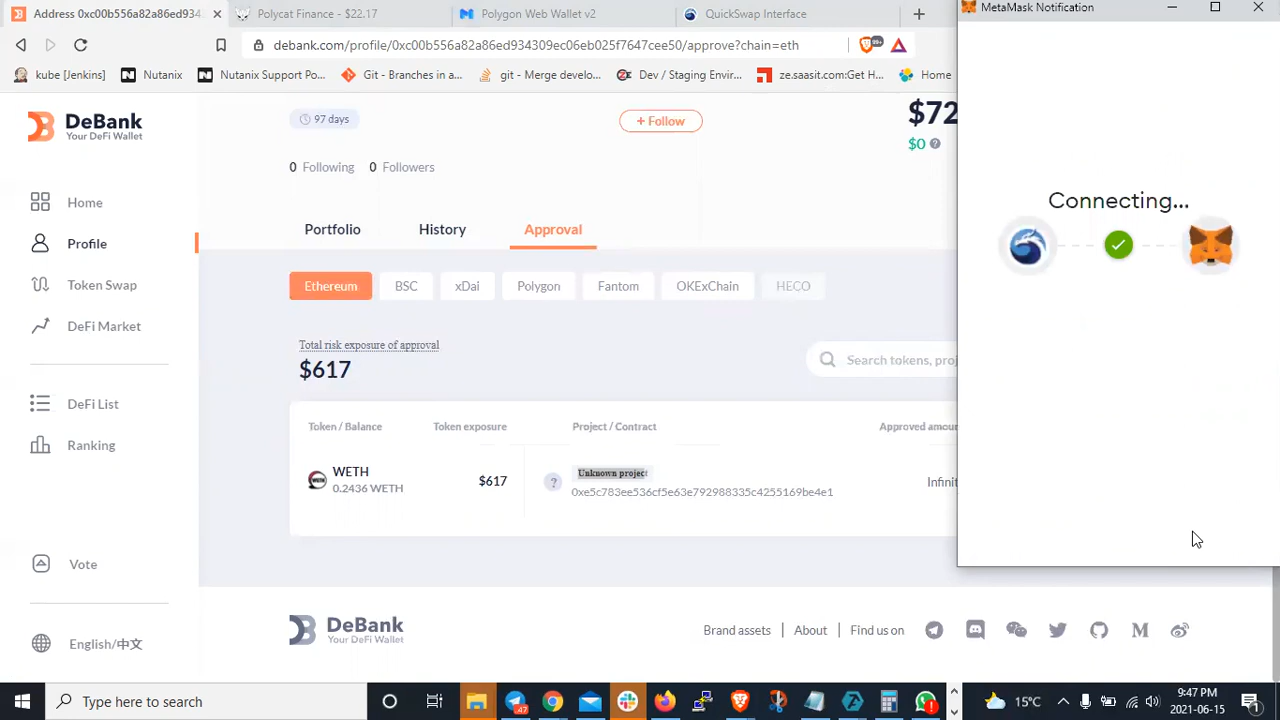 Address 0xc00b556a82a86ed934
Polycat Finance - $22.17
Polygon Web Wallet v2
QuickSwap Interface
MetaMask Notification
debank.com/profile/0xc00b556a82a86ed934309ec06eb025f7647cee50/approve?chain=eth
99+
kube [Jenkins]
Nutanix
Nutanix Support Po...
Git - Branches in a...
git - Merge develo...
Dev / Staging Envir...
ze.saasit.com:Get H...
Home
DeBank
Your DeFi Wallet
Home
Profile
Token Swap
DeFi Market
DeFi List
Ranking
Vote
English/中文
97 days
+ Follow
$72
$0
0 Following 0 Followers
Portfolio
History
Approval
Ethereum
BSC
xDai
Polygon
Fantom
OKExChain
HECO
Total risk exposure of approval
$617
Search tokens, proj
Token / Balance
Token exposure
Project / Contract
Approved amoun
WETH
0.2436 WETH
$617
?
Unknown project
0xe5c783ee536cf5e63e792988335c4255169be4e1
Infinit
Connecting...
DeBank
Your DeFi Wallet
Brand assets
About
Find us on
Type here to search
15°C
9:47 PM
2021-06-15